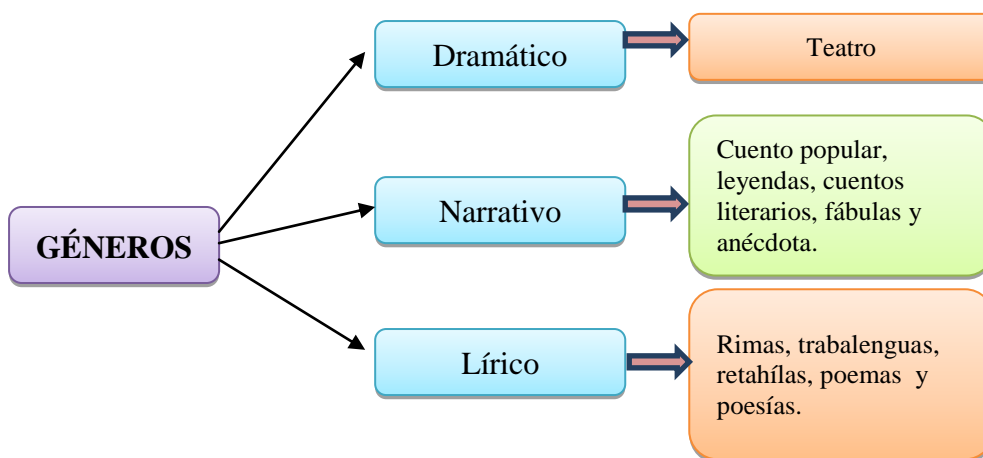 GÉNEROS
Dramático
Teatro
Narrativo
Cuento popular,
leyendas, cuentos
literarios, fábulas y
anécdota.
Lírico
Rimas, trabalenguas,
retahílas, poemas y
poesías.